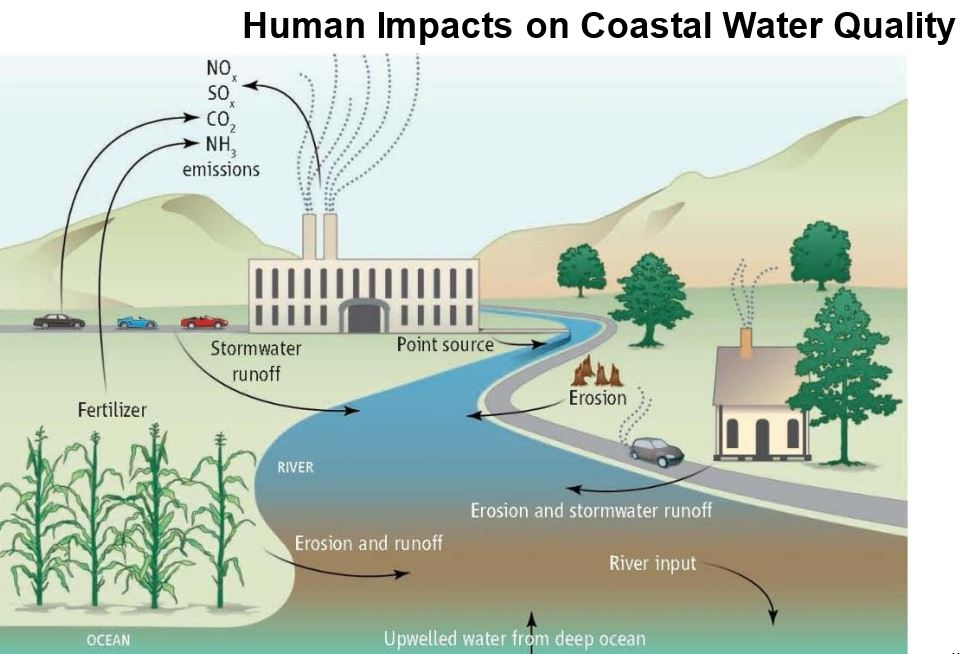 Human Impacts on Coastal Water Quality
NOx
SOx
CO2
NH3
emissions
Stormwater
runoff
Point source
Erosion
Fertilizer
RIVER
Erosion and stormwater runoff
Erosion and runoff
River input
OCEAN
Upwelled water from deep ocean